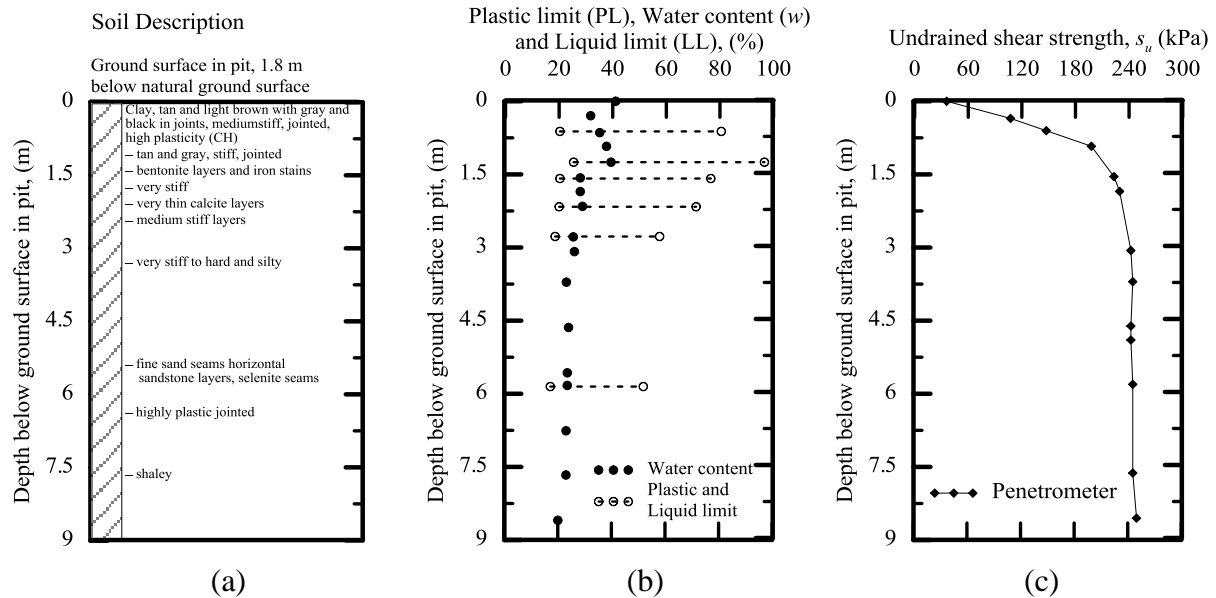 Soil Description
Ground surface in pit, 1.8 m
below natural ground surface
Depth below ground surface in pit, (m)
0
1.5
3
4.5
6
7.5
9
Clay, tan and light brown with gray and
black in joints, mediumstiff, jointed,
high plasticity (CH)
tan and gray, stiff, jointed
bentonite layers and iron stains
very stiff
very thin calcite layers
medium stiff layers
very stiff to hard and silty
fine sand seams horizontal
sandstone layers, selenite seams
highly plastic jointed
shaley
(a)
Plastic limit (PL), Water content (w)
and Liquid limit (LL), (%)
0 20 40 60 80 100
Depth below ground surface in pit, (m)
0
1.5
3
4.5
6
7.5
9
Water content
Plastic and
Liquid limit
(b)
Undrained shear strength, su (kPa)
0 60 120 180 240 300
Depth below ground surface in pit, (m)
0
1.5
3
4.5
6
7.5
9
Penetrometer
(c)